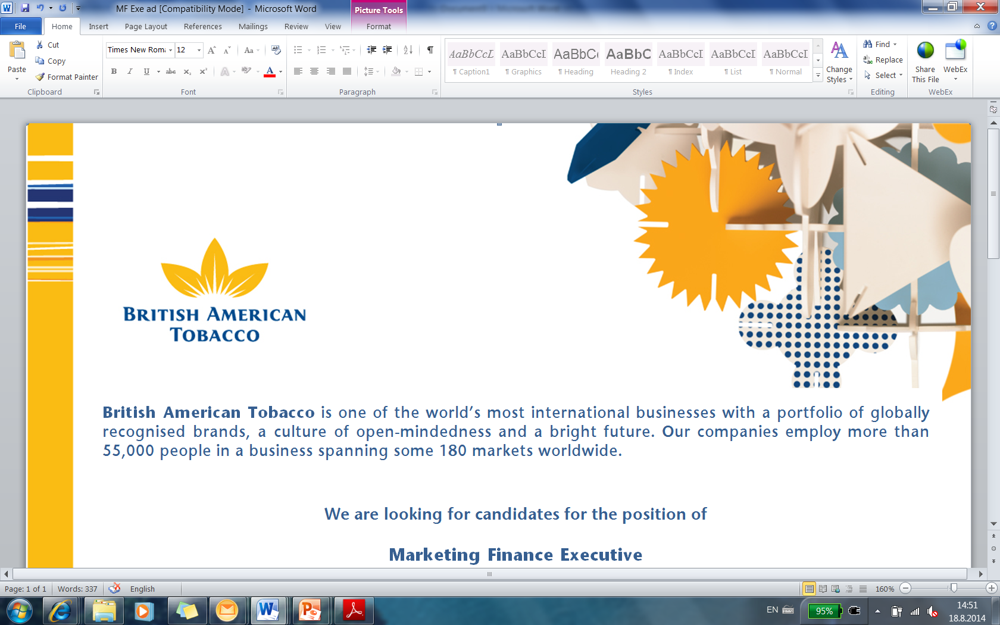 MF Exe ad [Compatibility Mode] - Microsoft Word
Picture Tools
File Home Insert Page Layout References Mailings Review View Format
Paste
Cut
Copy
Format Painter
Clipboard
Times New Roma 12
Font
Paragraph
AaBbCcL AaBbCcI AaBbCc AaBbC AaBbCcI AaBbCcI AaBbCcI
¶ Caption1 ¶ Graphics ¶ Heading Heading 2 ¶ Index ¶ List ¶ Normal
Styles
Change
Styles
Find
Replace
Select
Editing
Share
This File
WebEx
WebEx
BRITISH AMERICAN
TOBACCO
British American Tobacco is one of the world’s most international businesses with a portfolio of globally
recognised brands, a culture of open-mindedness and a bright future. Our companies employ more than
55,000 people in a business spanning some 180 markets worldwide.
We are looking for candidates for the position of
Marketing Finance Executive
Page: 1 of 1 Words: 337 English 160%
EN 95% 14:51
18.8.2014